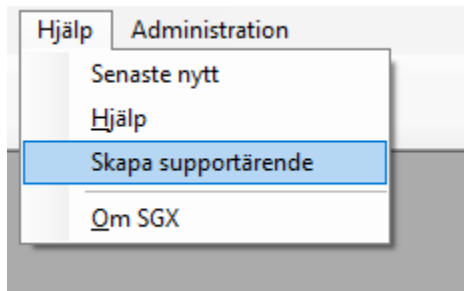 Hjälp Administration
Senaste nytt
Hjälp
Skapa supportärende
Om SGX